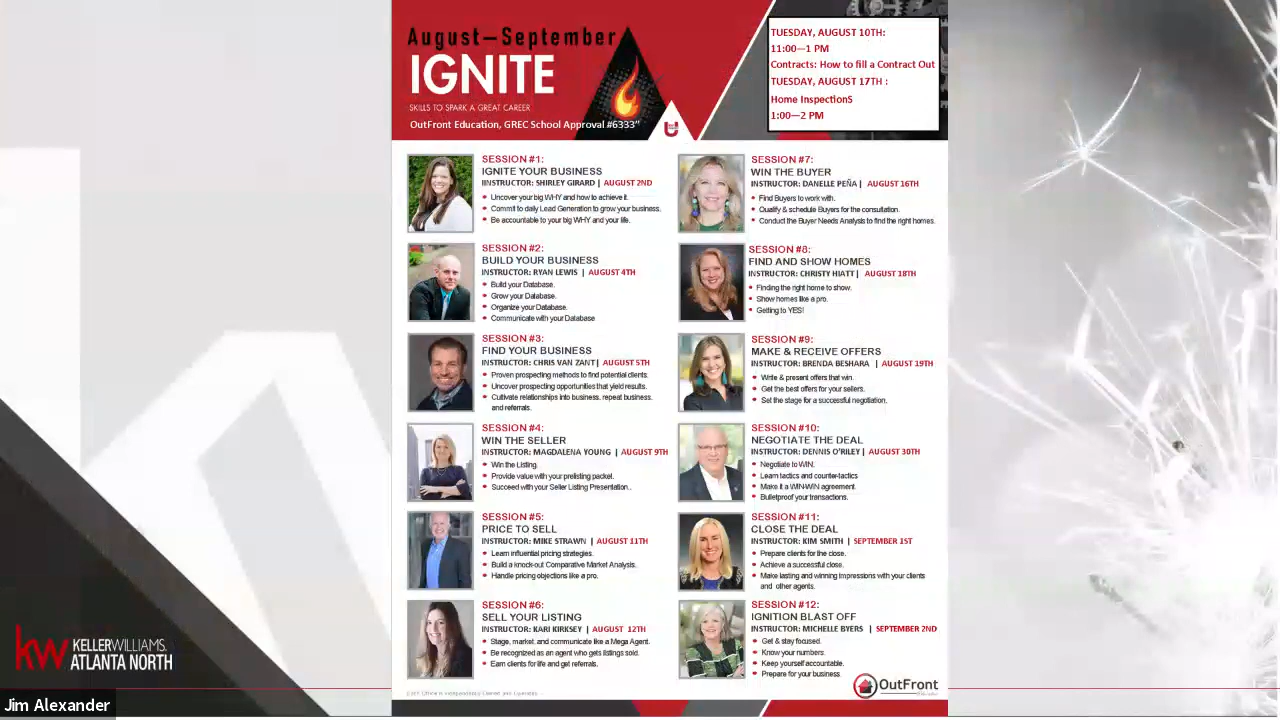 August—September
IGNITE
SKILLS TO SPARK A GREAT CAREER
OutFront Education, GREC School Approval #6333"
TUESDAY, AUGUST 10TH:
11:00—1 PM
Contracts: How to fill a Contract Out
TUESDAY, AUGUST 17TH :
Home InspectionS
1:00—2 PM
SESSION #1:
IGNITE YOUR BUSINESS
INSTRUCTOR: SHIRLEY GIRARD | AUGUST 2ND
Uncover your big WHY and how to achieve it.
Commit to daily Lead Generation to grow your business.
Be accountable to your big WHY and your life.
SESSION #2:
BUILD YOUR BUSINESS
INSTRUCTOR: RYAN LEWIS | AUGUST 4TH
Build your Database.
Grow your Database.
Organize your Database.
Communicate with your Database
SESSION #3:
FIND YOUR BUSINESS
INSTRUCTOR: CHRIS VAN ZANT | AUGUST 5TH
Proven prospecting methods to find potential clients.
Uncover prospecting opportunities that yield results.
Cultivate relationships into business, repeat business,
and referrals.
SESSION #4:
WIN THE SELLER
INSTRUCTOR: MAGDALENA YOUNG | AUGUST 9TH
Win the Listing.
Provide value with your prelisting packet.
Succeed with your Seller Listing Presentation..
SESSION #5:
PRICE TO SELL
INSTRUCTOR: MIKE STRAWN | AUGUST 11TH
Learn influential pricing strategies.
Build a knock-out Comparative Market Analysis.
Handle pricing objections like a pro.
SESSION #6:
SELL YOUR LISTING
INSTRUCTOR: KARI KIRKSEY | AUGUST 12TH
Stage, market, and communicate like a Mega Agent.
Be recognized as an agent who gets listings sold.
Earn clients for life and get referrals.
SESSION #7:
WIN THE BUYER
INSTRUCTOR: DANELLE PEÑA | AUGUST 16TH
Find Buyers to work with.
Qualify & schedule Buyers for the consultation.
Conduct the Buyer Needs Analysis to find the right homes.
SESSION #8:
FIND AND SHOW HOMES
INSTRUCTOR: CHRISTY HIATT | AUGUST 18TH
Finding the right home to show.
Show homes like a pro.
Getting to YES!
SESSION #9:
MAKE & RECEIVE OFFERS
INSTRUCTOR: BRENDA BESHARA | AUGUST 19TH
Write & present offers that win.
Get the best offers for your sellers.
Set the stage for a successful negotiation.
SESSION #10:
NEGOTIATE THE DEAL
INSTRUCTOR: DENNIS O'RILEY | AUGUST 30TH
Negotiate to WIN.
Learn tactics and counter-tactics
Make it a WIN-WIN agreement.
Bulletproof your transactions.
SESSION #11:
CLOSE THE DEAL
INSTRUCTOR: KIM SMITH | SEPTEMBER 1ST
Prepare clients for the close.
Achieve a successful close.
Make lasting and winning impressions with your clients
and other agents.
SESSION #12:
IGNITION BLAST OFF
INSTRUCTOR: MICHELLE BYERS | SEPTEMBER 2ND
Get & stay focused.
Know your numbers.
Keep yourself accountable.
Prepare for your business.
Office is Independently Owned and Operated
OutFront
kw KELLERWILLIAMS.
ATLANTA NORTH
Jim Alexander